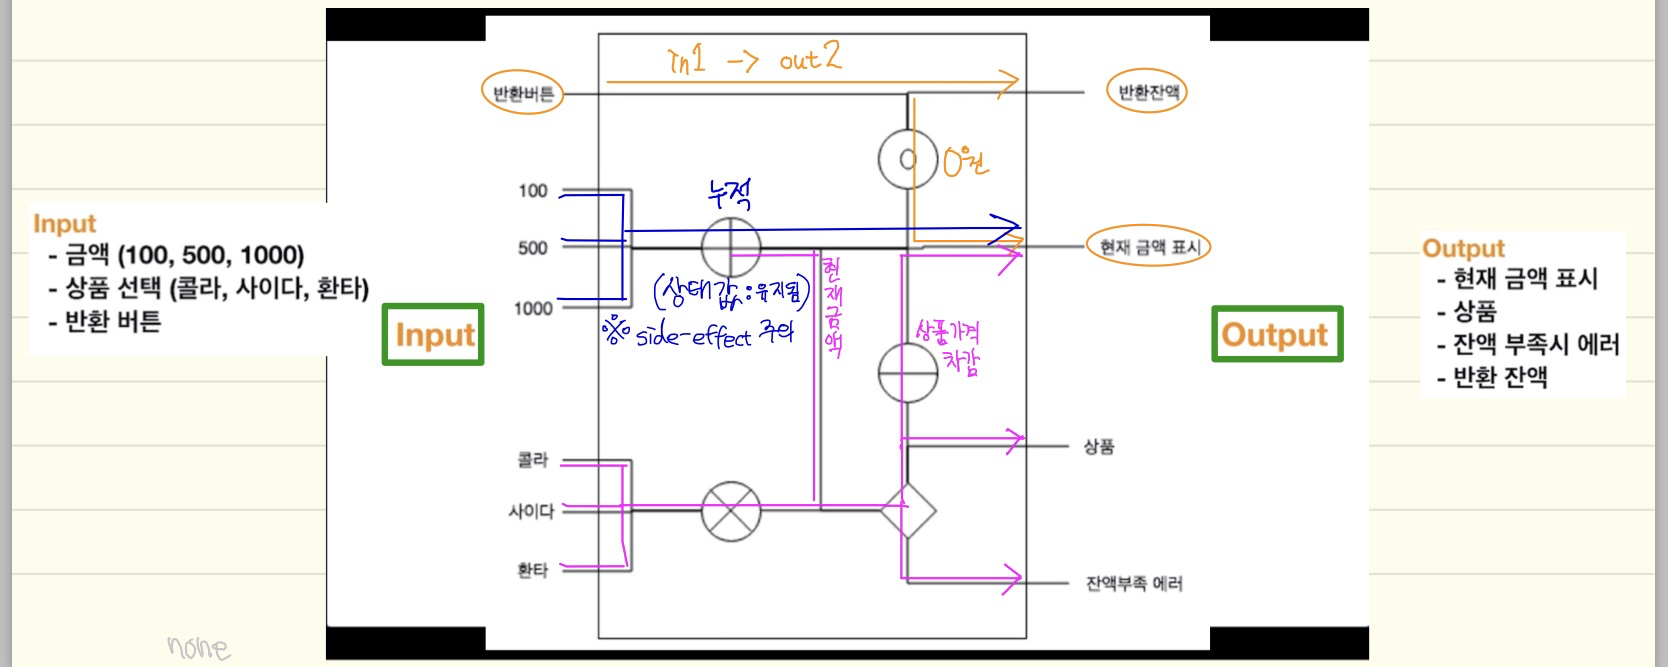 in1 -> out2
반환버튼
반환잔액
0원
100
누적
500
현재 금액 표시
(상태값:유지됨)
1000
※ side-effect 주의
현재금액
상품가격
차감
Input
- 금액 (100, 500, 1000)
- 상품 선택 (콜라, 사이다, 환타)
- 반환 버튼
Input
Output
Output
- 현재 금액 표시
- 상품
- 잔액 부족시 에러
- 반환 잔액
콜라
상품
사이다
환타
잔액부족 에러
none